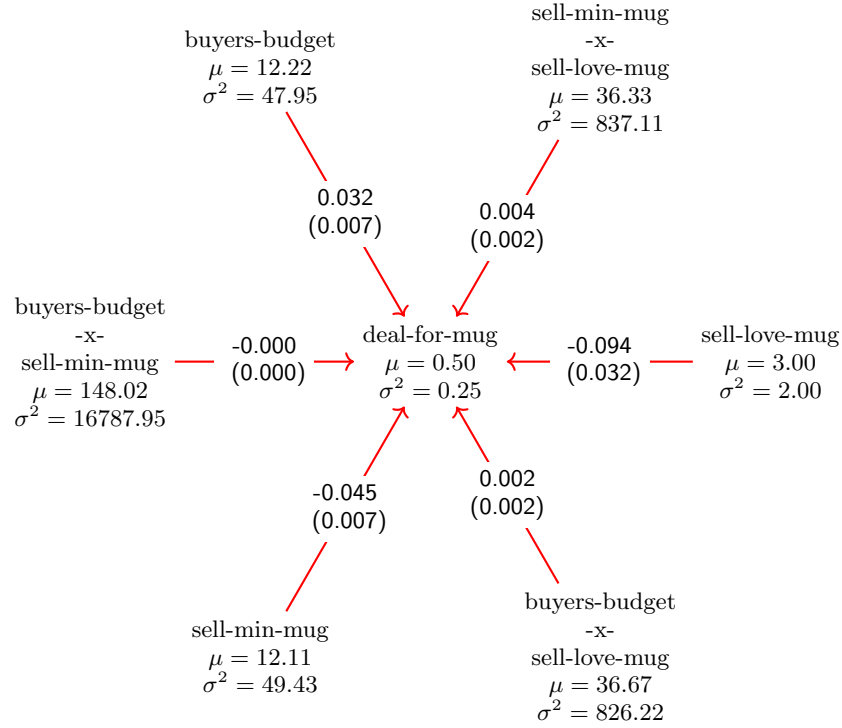 buyers-budget
μ = 12.22
σ² = 47.95
sell-min-mug
-x-
sell-love-mug
μ = 36.33
σ² = 837.11
0.032
(0.007)
0.004
(0.002)
buyers-budget
-x-
sell-min-mug
μ = 148.02
σ² = 16787.95
-0.000
(0.000)
deal-for-mug
μ = 0.50
σ² = 0.25
-0.094
(0.032)
sell-love-mug
μ = 3.00
σ² = 2.00
-0.045
(0.007)
0.002
(0.002)
sell-min-mug
μ = 12.11
σ² = 49.43
buyers-budget
-x-
sell-love-mug
μ = 36.67
σ² = 826.22